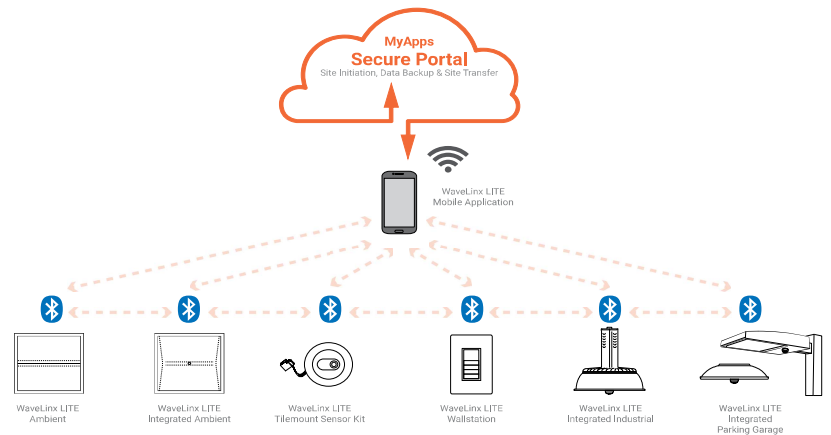 MyApps
Secure Portal
Site Initiation, Data Backup & Site Transfer
WaveLinx LITE
Mobile Application
WaveLinx LITE
Ambient
WaveLinx LITE
Integrated Ambient
WaveLinx LITE
Tilemount Sensor Kit
WaveLinx LITE
Wallstation
WaveLinx LITE
Integrated Industrial
WaveLinx LITE
Integrated
Parking Garage